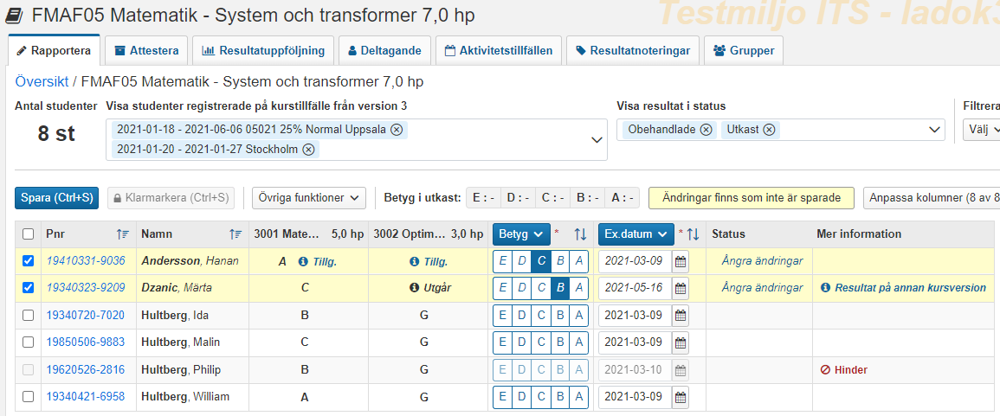 FMAF05 Matematik - System och transformer 7,0 hp
Testmiljo ITS - ladok3
Rapportera Attestera Resultatuppföljning Deltagande Aktivitetstillfällen Resultatnoteringar Grupper
Översikt / FMAF05 Matematik - System och transformer 7,0 hp
Antal studenter Visa studenter registrerade på kurstillfälle från version 3 Visa resultat i status Filtrera
8 st 2021-01-18 - 2021-06-06 05021 25% Normal Uppsala Obehandlade Utkast Välj
2021-01-20 - 2021-01-27 Stockholm
Spara (Ctrl+S) Klarmarkera (Ctrl+S) Övriga funktioner Betyg i utkast: E : - D : - C : - B : - A : - Ändringar finns som inte är sparade Anpassa kolumner (8 av 8
Pnr Namn 3001 Mate... 5,0 hp 3002 Optim... 3,0 hp Betyg * Ex.datum * Status Mer information
19410331-9036 Andersson, Hanan A Tillg. Tillg. E D C B A 2021-03-09 Ångra ändringar
19340323-9209 Dzanic, Märta C Utgår E D C B A 2021-05-16 Ångra ändringar Resultat på annan kursversion
19340720-7020 Hultberg, Ida B G E D C B A 2021-03-09
19850506-9883 Hultberg, Malin C G E D C B A 2021-03-09
19620526-2816 Hultberg, Philip B G E D C B A 2021-03-10 Hinder
19340421-6958 Hultberg, William A G E D C B A 2021-03-09